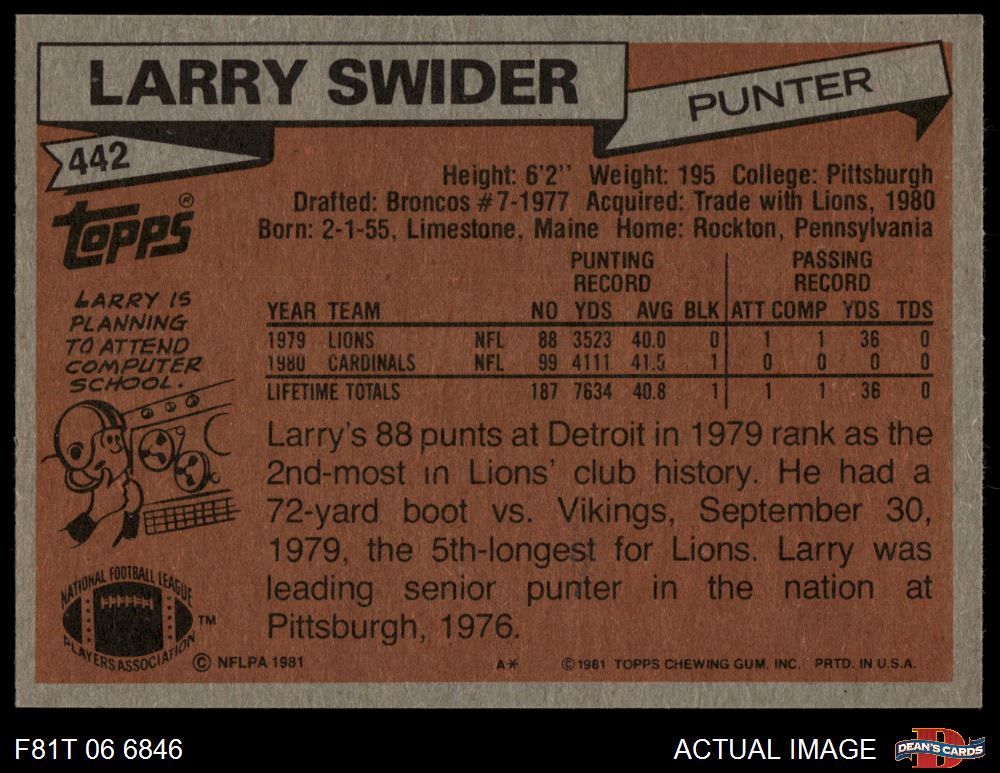 LARRY SWIDER
PUNTER
442
Topps®
Height: 6'2'' Weight: 195 College: Pittsburgh
Drafted: Broncos #7-1977 Acquired: Trade with Lions, 1980
Born: 2-1-55, Limestone, Maine Home: Rockton, Pennsylvania
PUNTING RECORD PASSING RECORD
YEAR TEAM NO YDS AVG BLK ATT COMP YDS TDS
1979 LIONS NFL 88 3523 40.0 0 1 1 36 0
1980 CARDINALS NFL 99 4111 41.5 1 0 0 0 0
LIFETIME TOTALS 187 7634 40.8 1 1 1 36 0
LARRY IS
PLANNING
TO ATTEND
COMPUTER
SCHOOL.
Larry's 88 punts at Detroit in 1979 rank as the
2nd-most in Lions' club history. He had a
72-yard boot vs. Vikings, September 30,
1979, the 5th-longest for Lions. Larry was
leading senior punter in the nation at
Pittsburgh, 1976.
NATIONAL FOOTBALL LEAGUE
PLAYERS ASSOCIATION
TM
© NFLPA 1981
A* © 1981 TOPPS CHEWING GUM, INC. PRTD. IN U.S.A.
F81T 06 6846
ACTUAL IMAGE
D
DEAN'S CARDS